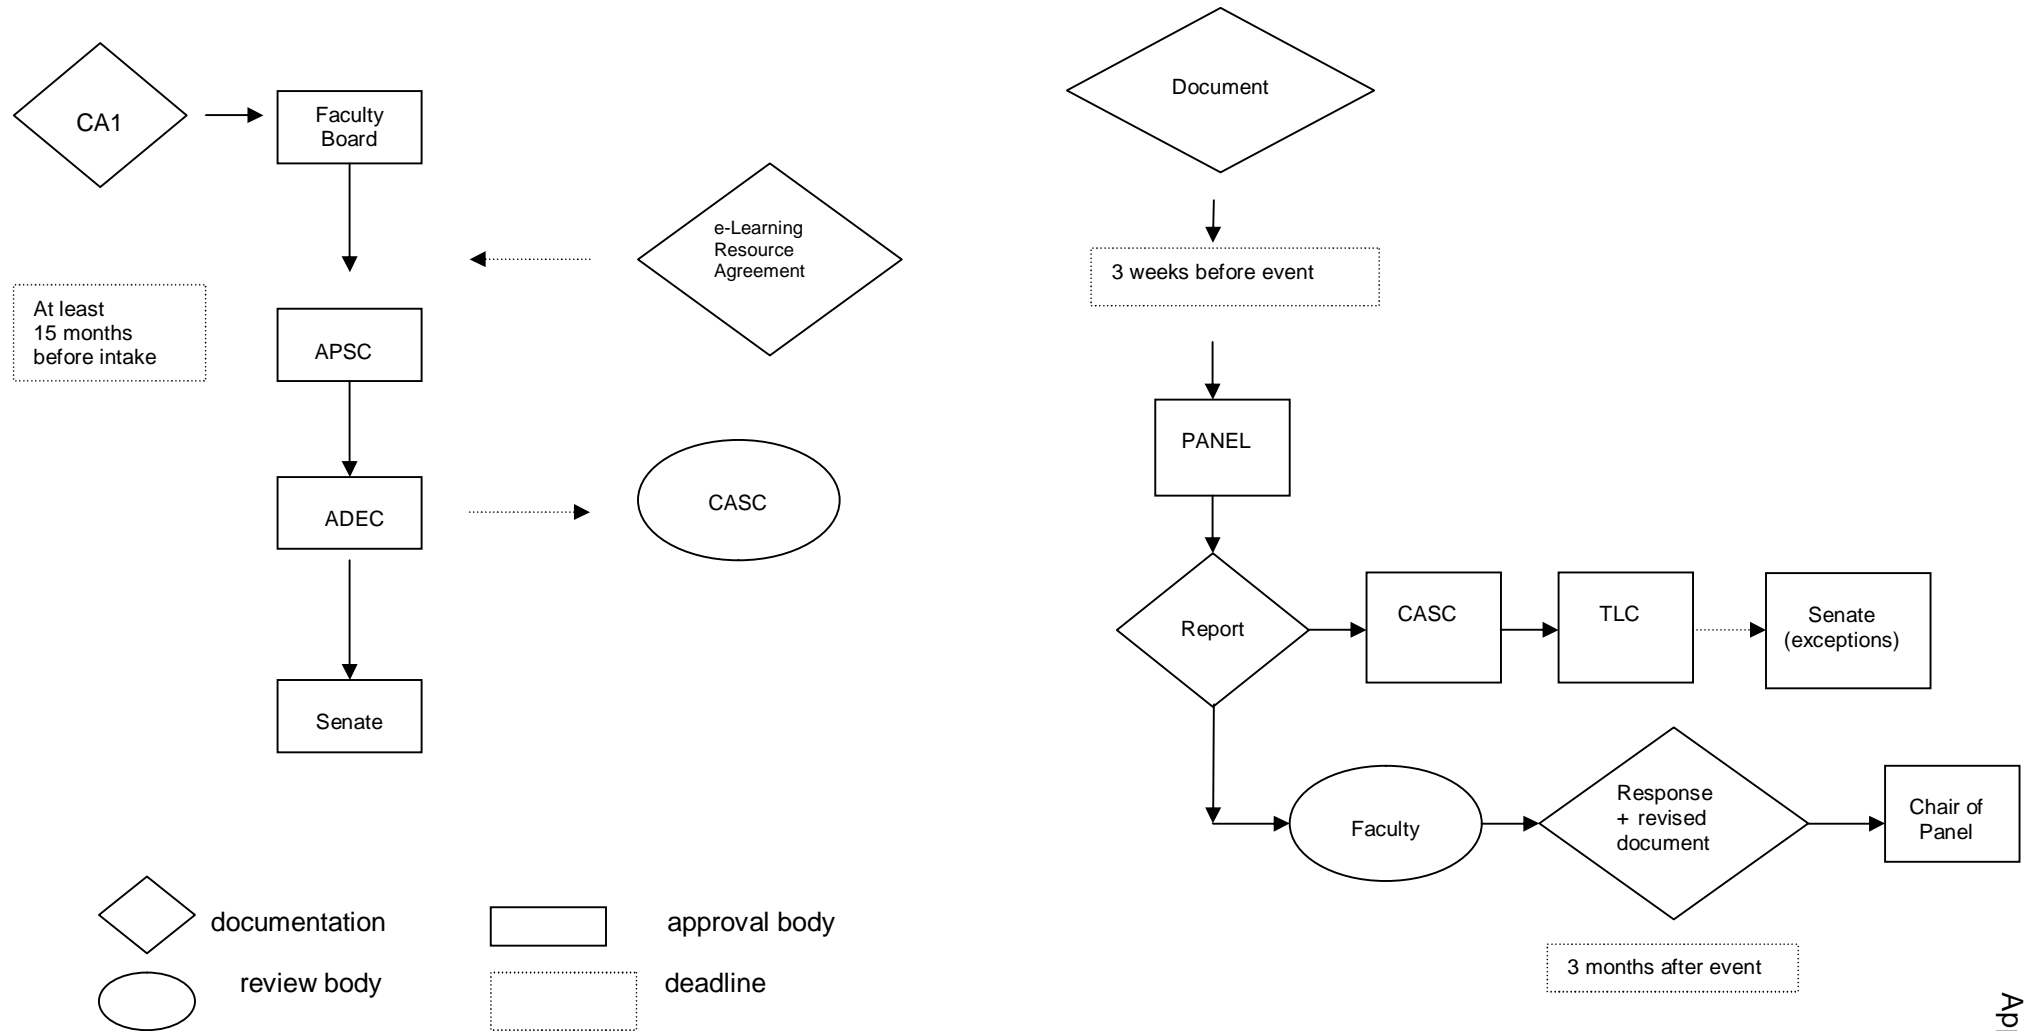 CA1
Faculty
Board
e-Learning
Resource
Agreement
At least
15 months
before intake
APSC
ADEC
CASC
Senate
Document
3 weeks before event
PANEL
Report
CASC
TLC
Senate
(exceptions)
Faculty
Response
+ revised
document
Chair of
Panel
3 months after event
documentation
approval body
review body
deadline